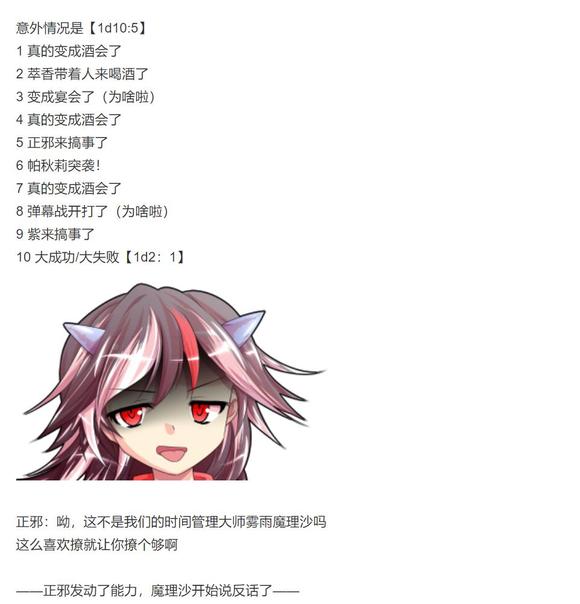 意外情况是【1d10:5】
1 真的变成酒会了
2 萃香带着人来喝酒了
3 变成宴会了（为啥啦）
4 真的变成酒会了
5 正邪来搞事了
6 帕秋莉突袭！
7 真的变成酒会了
8 弹幕战开打了（为啥啦）
9 紫来搞事了
10 大成功/大失败【1d2：1】
正邪：呦，这不是我们的时间管理大师雾雨魔理沙吗
这么喜欢撩就让你撩个够啊
——正邪发动了能力，魔理沙开始说反话了——